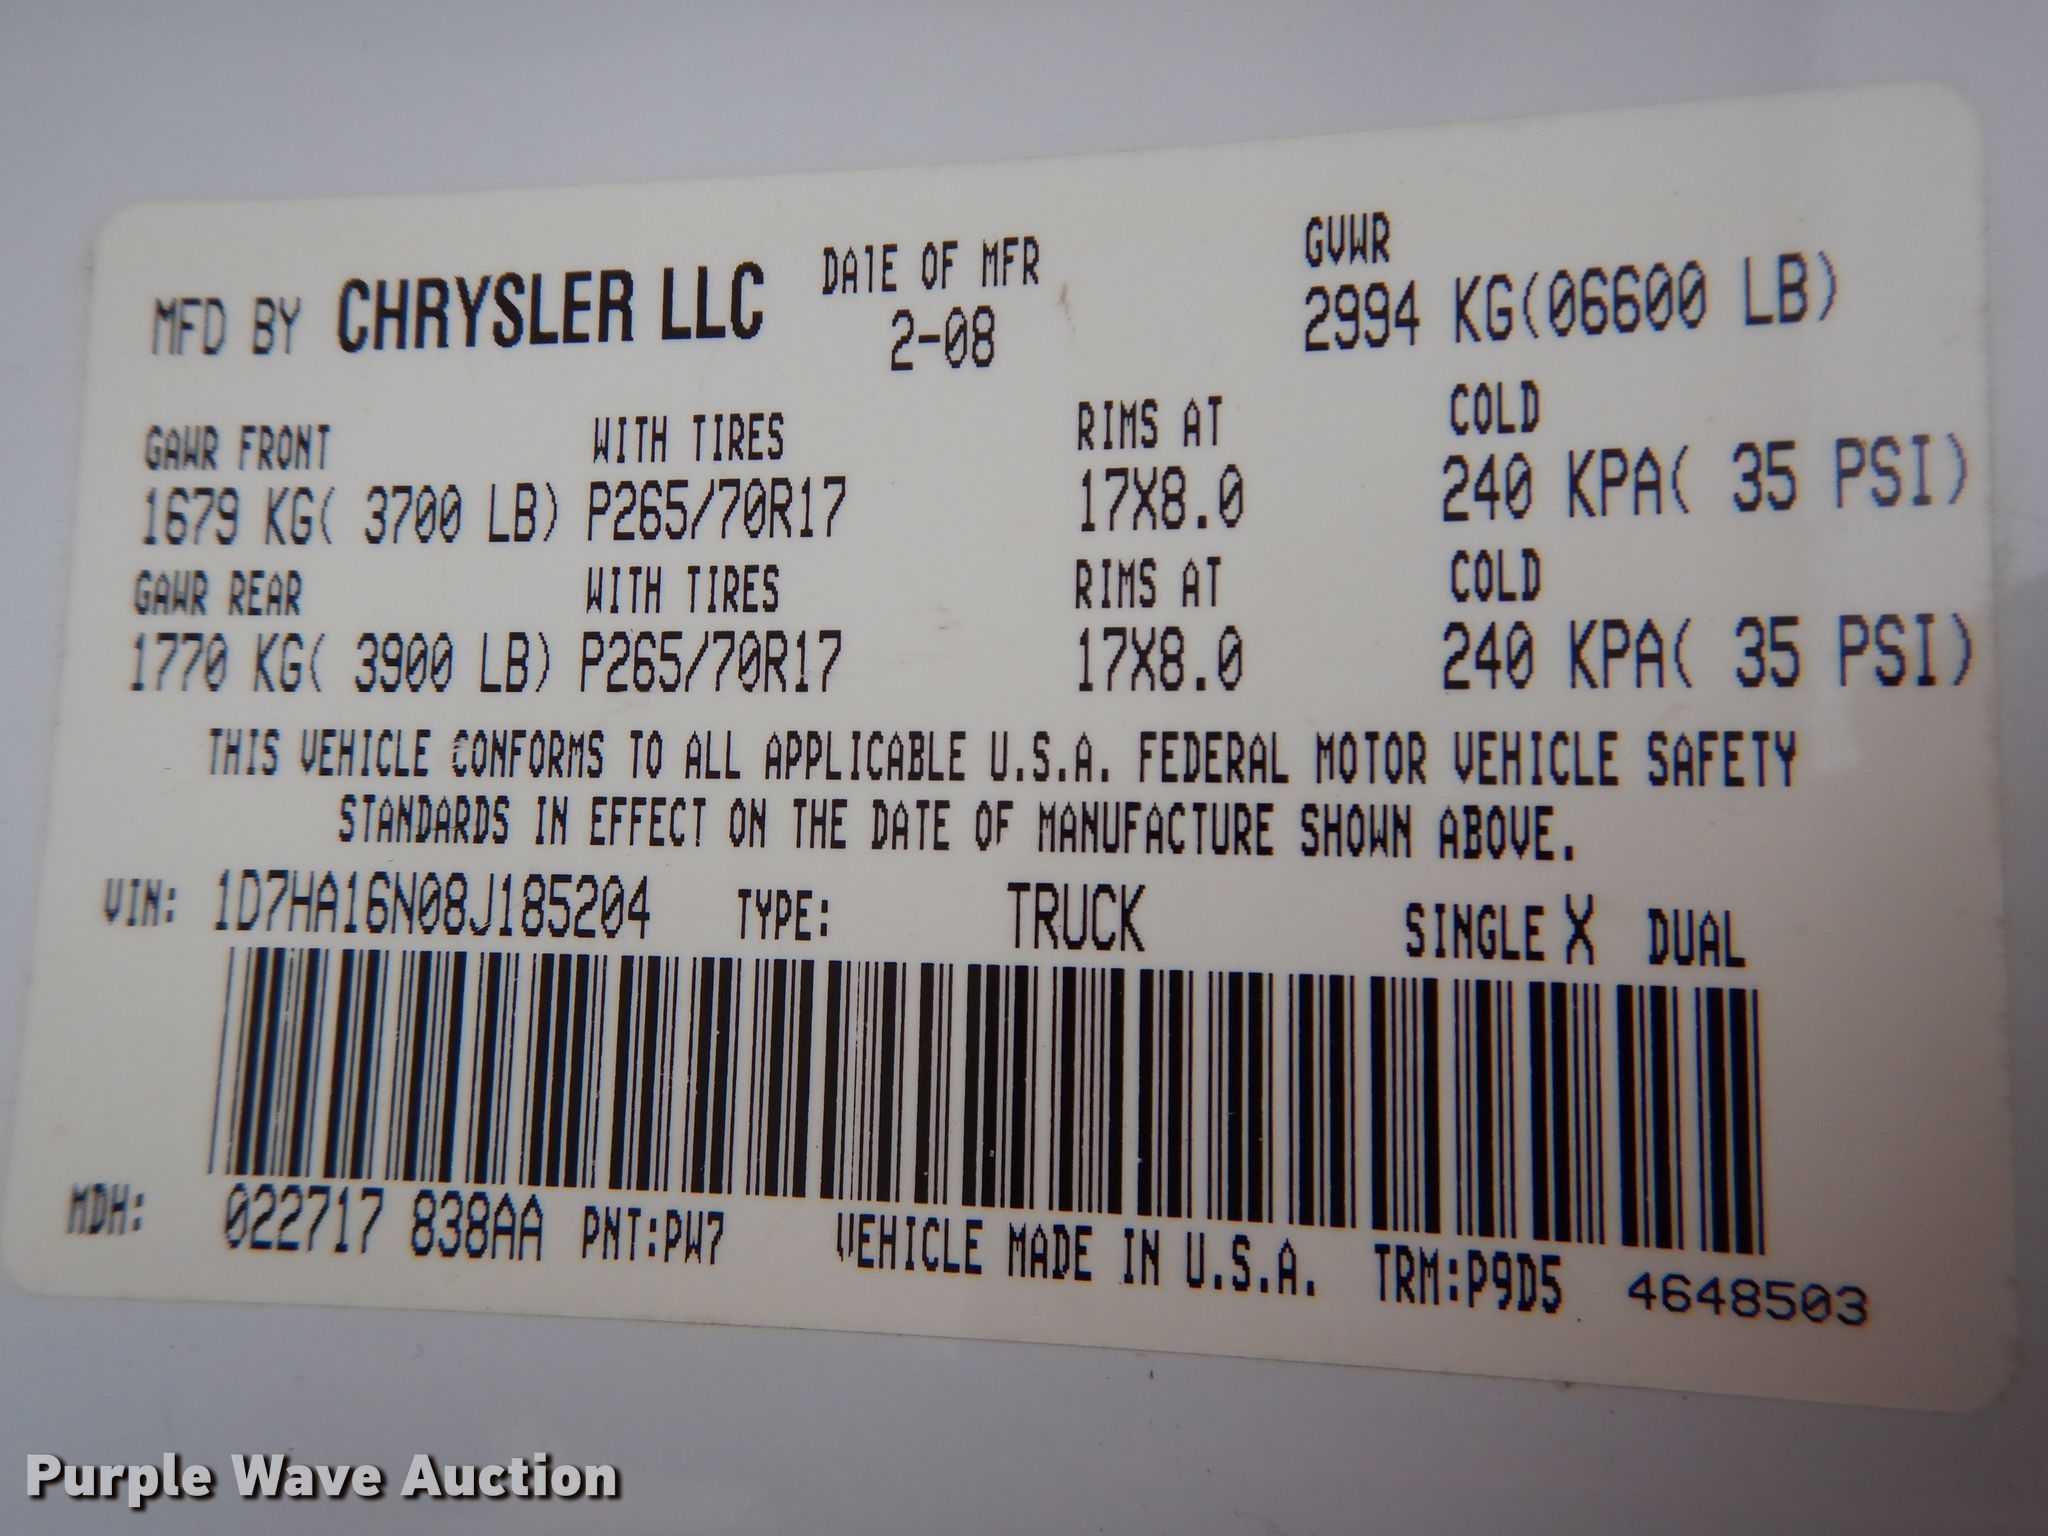 MFD BY CHRYSLER LLC DATE OF MFR GVWR
2-08 2994 KG(06600 LB)
GAWR FRONT WITH TIRES RIMS AT COLD
1679 KG( 3700 LB) P265/70R17 17X8.0 240 KPA( 35 PSI)
GAWR REAR WITH TIRES RIMS AT COLD
1770 KG( 3900 LB) P265/70R17 17X8.0 240 KPA( 35 PSI)
THIS VEHICLE CONFORMS TO ALL APPLICABLE U.S.A. FEDERAL MOTOR VEHICLE SAFETY
STANDARDS IN EFFECT ON THE DATE OF MANUFACTURE SHOWN ABOVE.
VIN: 1D7HA16N08J185204 TYPE: TRUCK SINGLE X DUAL
MDH: 022717 838AA PNT:PW7 VEHICLE MADE IN U.S.A. TRM:P9D5 4648503
Purple Wave Auction